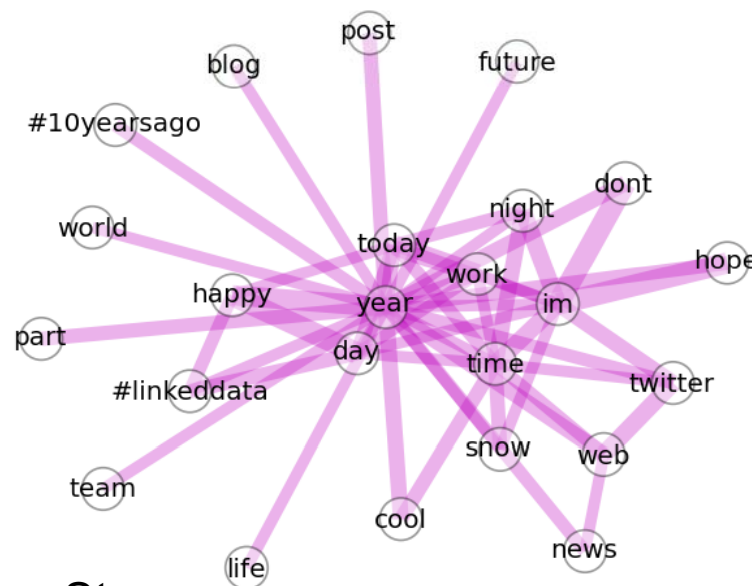 post
blog
future
#10yearsago
dont
night
world
today
work
hope
happy
year
im
part
day
time
#linkeddata
twitter
snow
web
team
cool
news
life